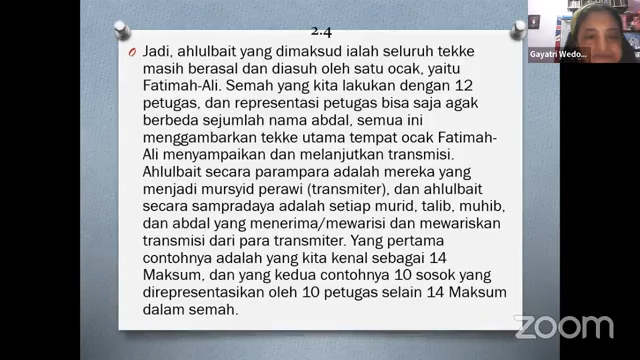 2.4
Jadi, ahlulbait yang dimaksud ialah seluruh tekke
masih berasal dan diasuh oleh satu ocak, yaitu
Fatimah-Ali. Semah yang kita lakukan dengan 12
petugas, dan representasi petugas bisa saja agak
berbeda sejumlah nama abdal, semua ini
menggambarkan tekke utama tempat ocak Fatimah-
Ali menyampaikan dan melanjutkan transmisi.
Ahlulbait secara parampara adalah mereka yang
menjadi mursyid perawi (transmiter), dan ahlulbait
secara sampradaya adalah setiap murid, talib, muhib,
dan abdal yang menerima/mewarisi dan mewariskan
transmisi dari para transmiter. Yang pertama
contohnya adalah yang kita kenal sebagai 14
Maksum, dan yang kedua contohnya 10 sosok yang
direpresentasikan oleh 10 petugas selain 14 Maksum
dalam semah.
Gayatri Wedo...
zoom